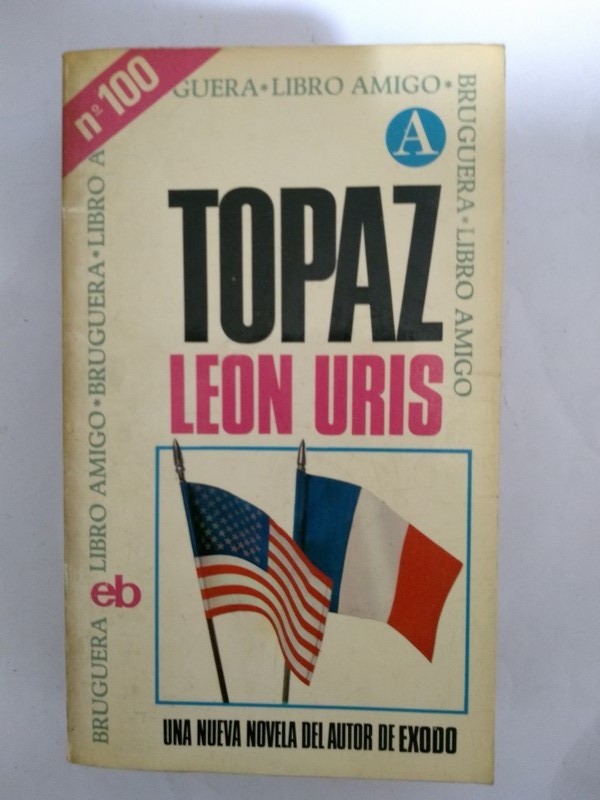 nº 100
GUERA * LIBRO AMIGO *
BRUGUERA * LIBRO AMIGO
A
TOPAZ
LEON URIS
BRUGUERA eb LIBRO AMIGO * BRUGUERA * LIBRO A
UNA NUEVA NOVELA DEL AUTOR DE EXODO